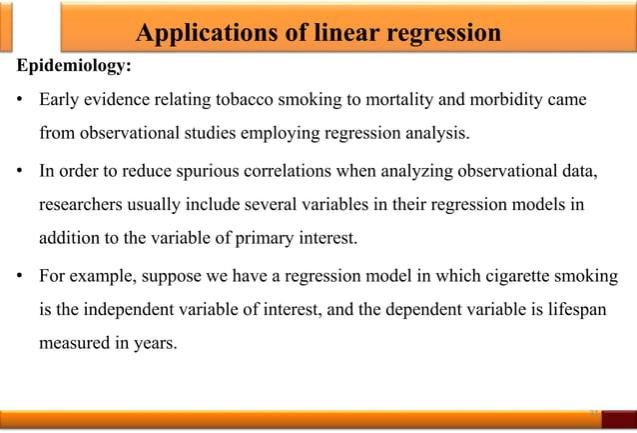 Applications of linear regression
Epidemiology:
• Early evidence relating tobacco smoking to mortality and morbidity came
from observational studies employing regression analysis.
• In order to reduce spurious correlations when analyzing observational data,
researchers usually include several variables in their regression models in
addition to the variable of primary interest.
• For example, suppose we have a regression model in which cigarette smoking
is the independent variable of interest, and the dependent variable is lifespan
measured in years.